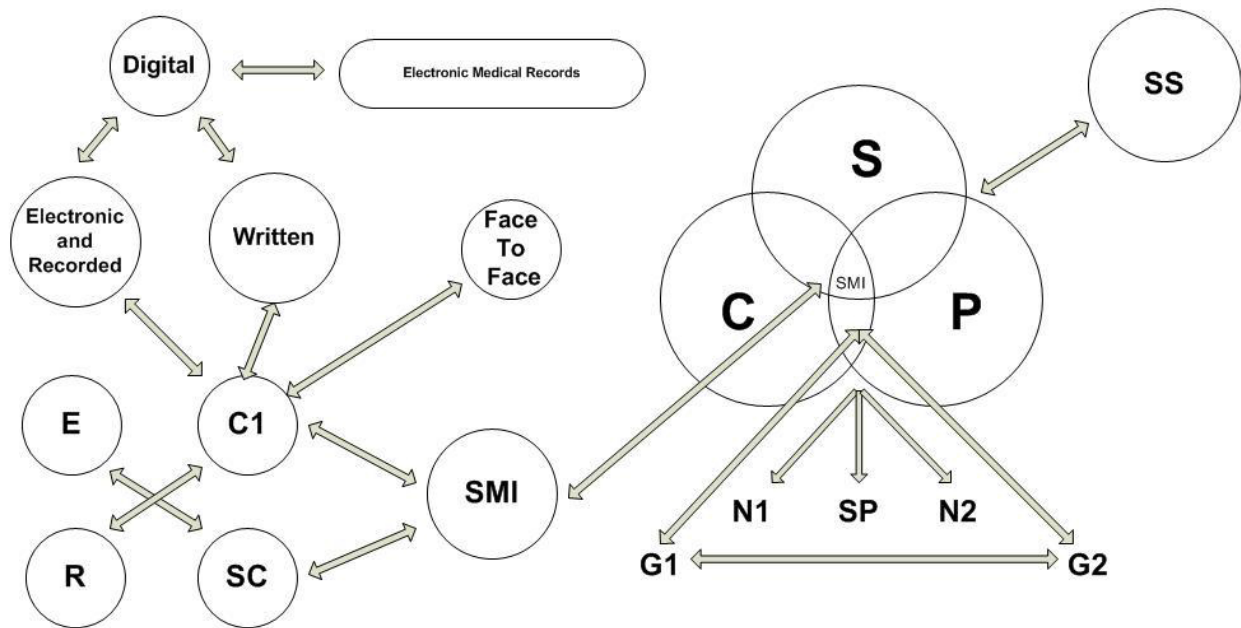 Digital
Electronic Medical Records
SS
S
Electronic
and
Recorded
Written
Face
To
Face
SMI
C
P
E
C1
SMI
N1
SP
N2
G1
G2
R
SC